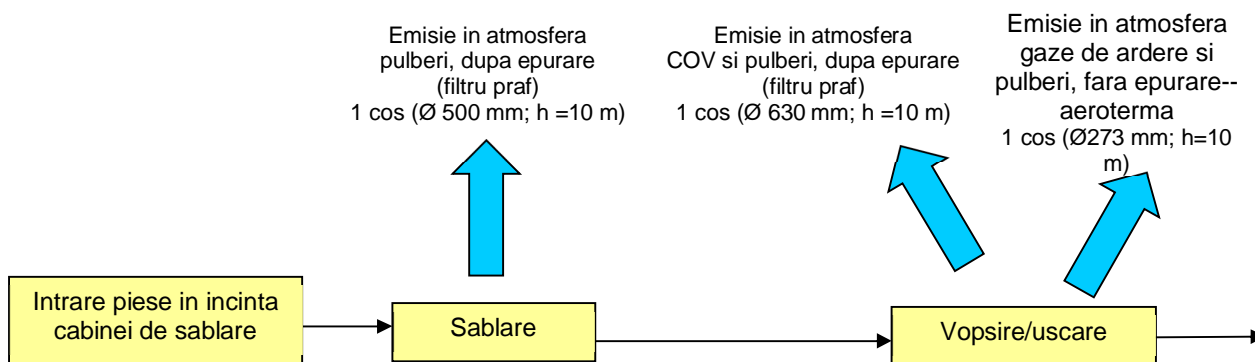 Emisie in atmosfera
pulberi, dupa epurare
(filtru praf)
1 cos (Ø 500 mm; h =10 m)
Emisie in atmosfera
COV si pulberi, dupa epurare
(filtru praf)
1 cos (Ø 630 mm; h =10 m)
Emisie in atmosfera
gaze de ardere si
pulberi, fara epurare--
aeroterma
1 cos (Ø273 mm; h=10
m)
Intrare piese in incinta
cabinei de sablare
Sablare
Vopsire/uscare